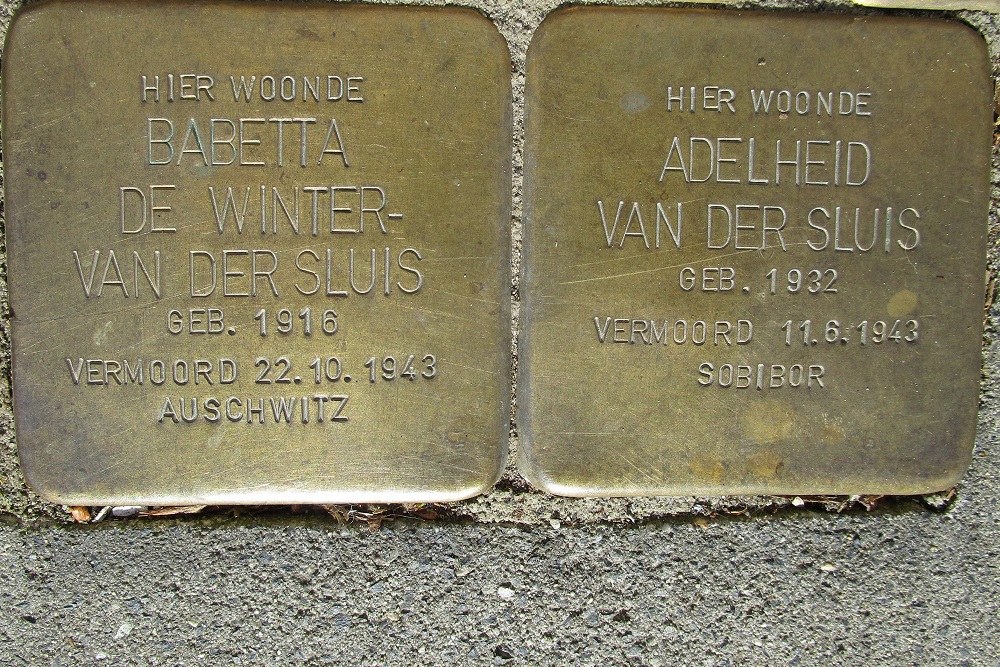 HIER WOONDE
BABETTA
DE WINTER-
VAN DER SLUIS
GEB. 1916
VERMOORD 22.10.1943
AUSCHWITZ
HIER WOONDE
ADELHEID
VAN DER SLUIS
GEB. 1932
VERMOORD 11.6.1943
SOBIBOR